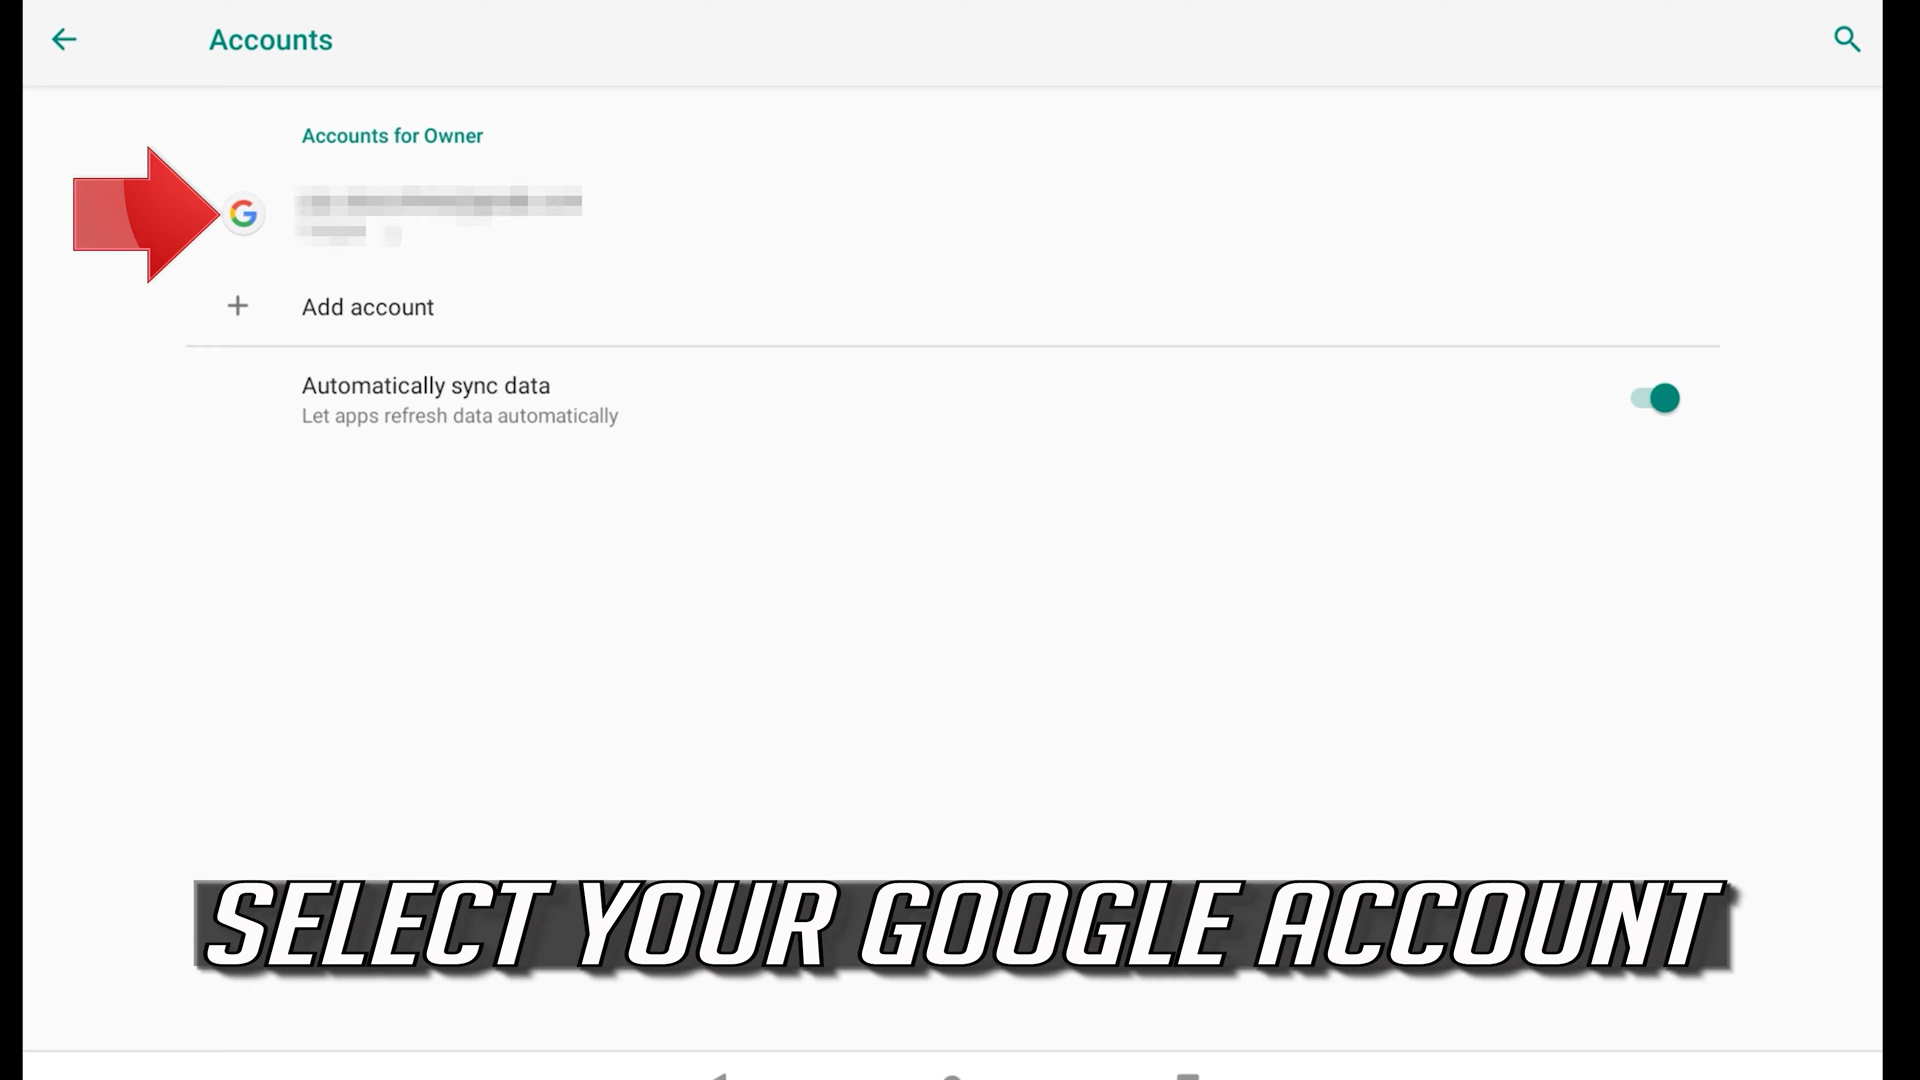 Accounts
Accounts for Owner
Add account
Automatically sync data
Let apps refresh data automatically
SELECT YOUR GOOGLE ACCOUNT